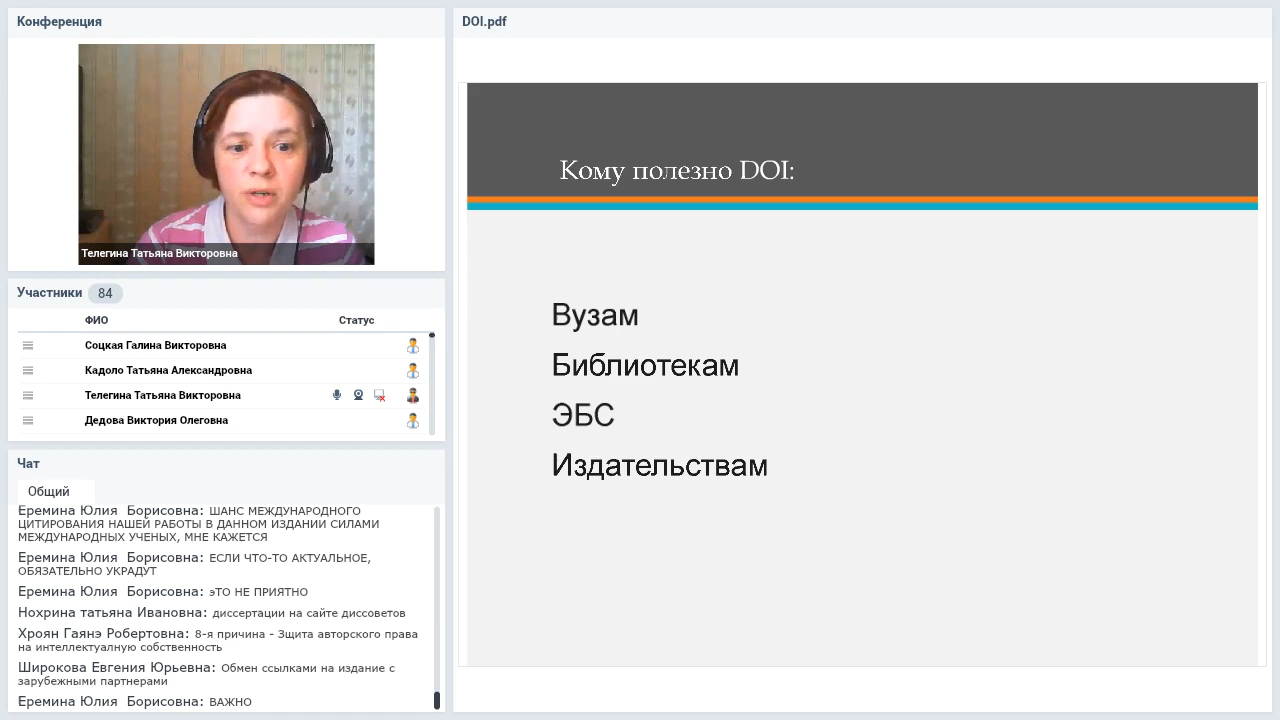 Конференция
Телегина Татьяна Викторовна
Участники 84
ФИО Статус
Соцкая Галина Викторовна
Кадоло Татьяна Александровна
Телегина Татьяна Викторовна
Дедова Виктория Олеговна
Чат
Общий
Еремина Юлия Борисовна: ШАНС МЕЖДУНАРОДНОГО
ЦИТИРОВАНИЯ НАШЕЙ РАБОТЫ В ДАННОМ ИЗДАНИИ СИЛАМИ
МЕЖДУНАРОДНЫХ УЧЕНЫХ, МНЕ КАЖЕТСЯ
Еремина Юлия Борисовна: ЕСЛИ ЧТО-ТО АКТУАЛЬНОЕ,
ОБЯЗАТЕЛЬНО УКРАДУТ
Еремина Юлия Борисовна: эТО НЕ ПРИЯТНО
Нохрина татьяна Ивановна: диссертации на сайте диссоветов
Хроян Гаянэ Робертовна: 8-я причина - Зщита авторского права
на интеллектуалную собственность
Широкова Евгения Юрьевна: Обмен ссылками на издание с
зарубежными партнерами
Еремина Юлия Борисовна: ВАЖНО
DOI.pdf
Кому полезно DOI:
Вузам
Библиотекам
ЭБС
Издательствам